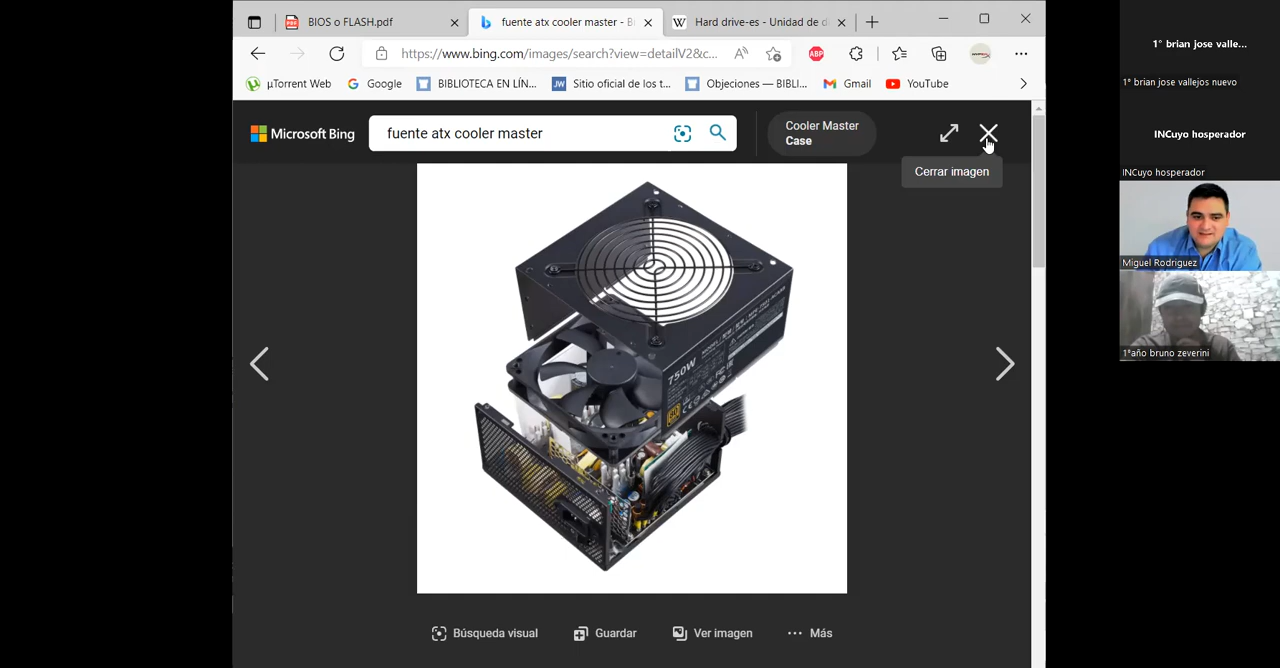 BIOS o FLASH.pdf
fuente atx cooler master - B
Hard drive-es - Unidad de d
https://www.bing.com/images/search?view=detailV2&c...
ABP
µTorrent Web
Google
BIBLIOTECA EN LÍN...
Sitio oficial de los t...
Objeciones — BIBLI...
Gmail
YouTube
Microsoft Bing
fuente atx cooler master
Cooler Master
Case
Cerrar imagen
750W
Búsqueda visual
Guardar
Ver imagen
Más
1° brian jose valle...
1° brian jose vallejos nuevo
INCuyo hosperador
INCuyo hosperador
Miguel Rodriguez
1°año bruno zeverini